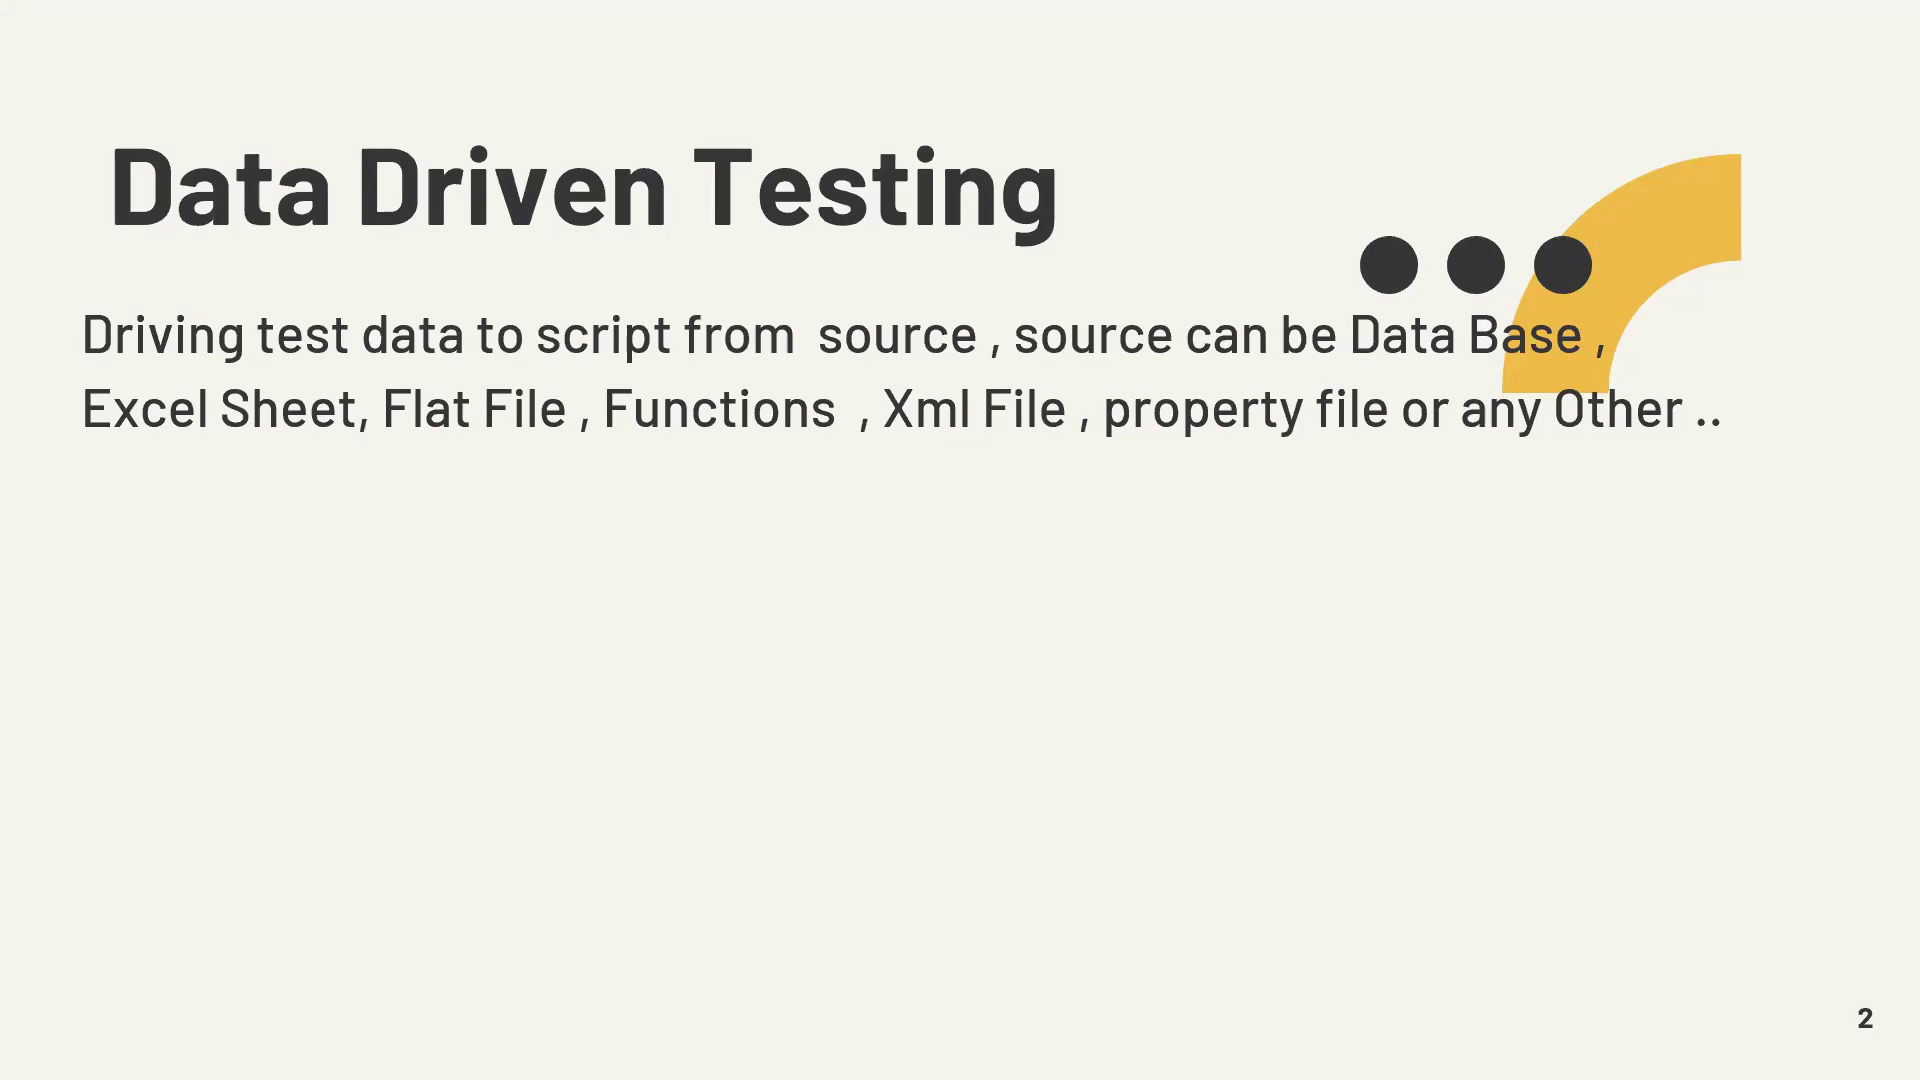 Data Driven Testing
Driving test data to script from  source , source can be Data Base ,
Excel Sheet, Flat File , Functions  , Xml File , property file or any Other ..
2